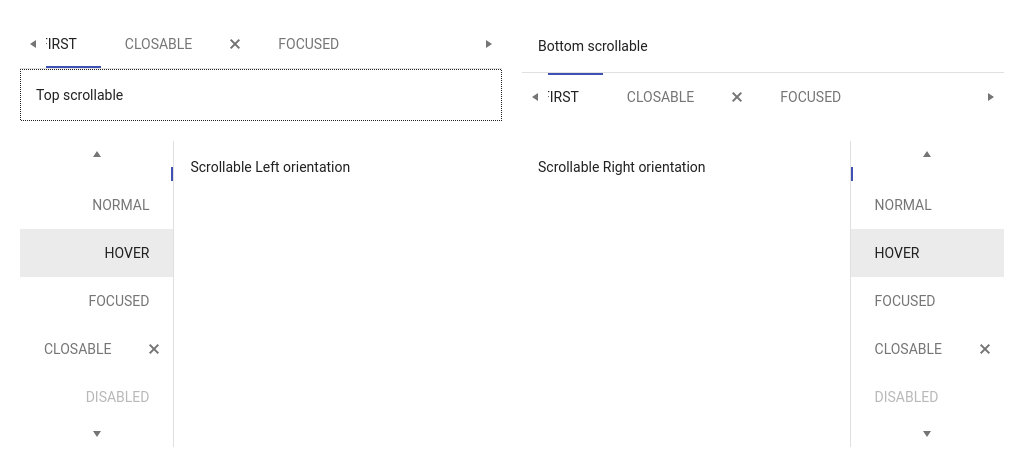 FIRST CLOSABLE FOCUSED
Top scrollable
Bottom scrollable
FIRST CLOSABLE FOCUSED
Scrollable Left orientation
NORMAL
HOVER
FOCUSED
CLOSABLE
DISABLED
Scrollable Right orientation
NORMAL
HOVER
FOCUSED
CLOSABLE
DISABLED